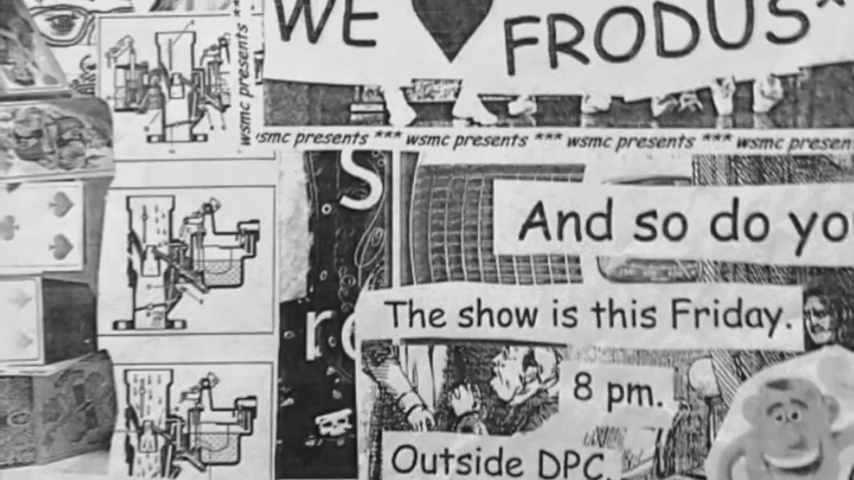 WE ♥ FRODUS*
wsmc presents **
wsmc presents *** wsmc presents *** wsmc presents *** wsmc presen
S
And so do yo
The show is this Friday.
r
8 pm.
Outside DPC.